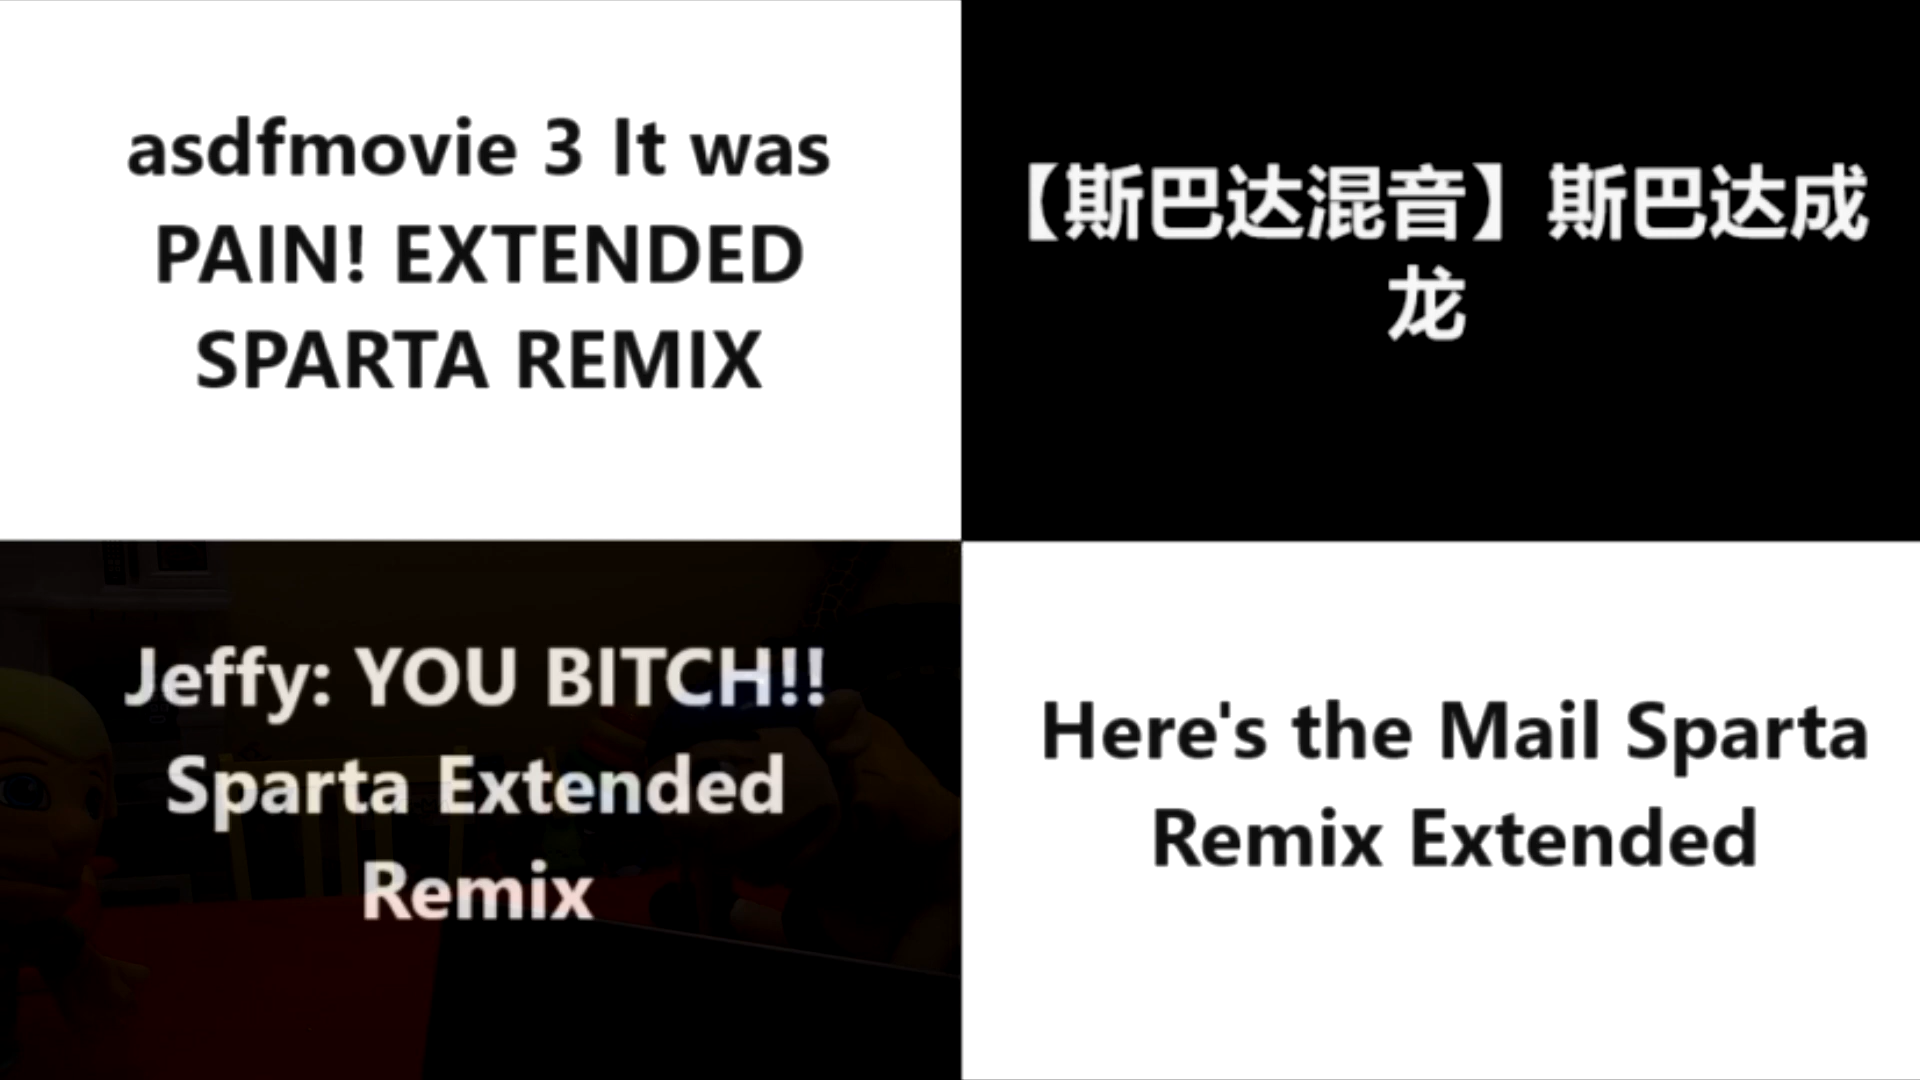 asdfmovie 3 It was
PAIN! EXTENDED
SPARTA REMIX
【斯巴达混音】斯巴达成
龙
Jeffy: YOU BITCH!!
Sparta Extended
Remix
Here's the Mail Sparta
Remix Extended